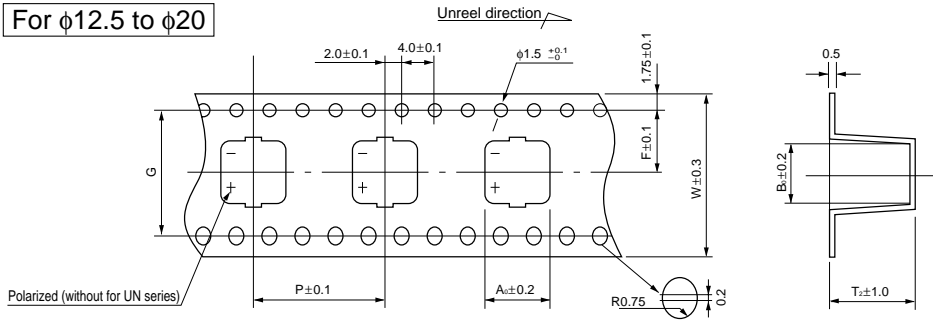 For ϕ12.5 to ϕ20
Unreel direction
2.0±0.1
4.0±0.1
ϕ1.5 +0.1 −0
1.75±0.1
0.5
G
F±0.1
W±0.3
B₀±0.2
− − −
+ + +
Polarized (without for UN series)
P±0.1
A₀±0.2
R0.75
0.2
T₂±1.0